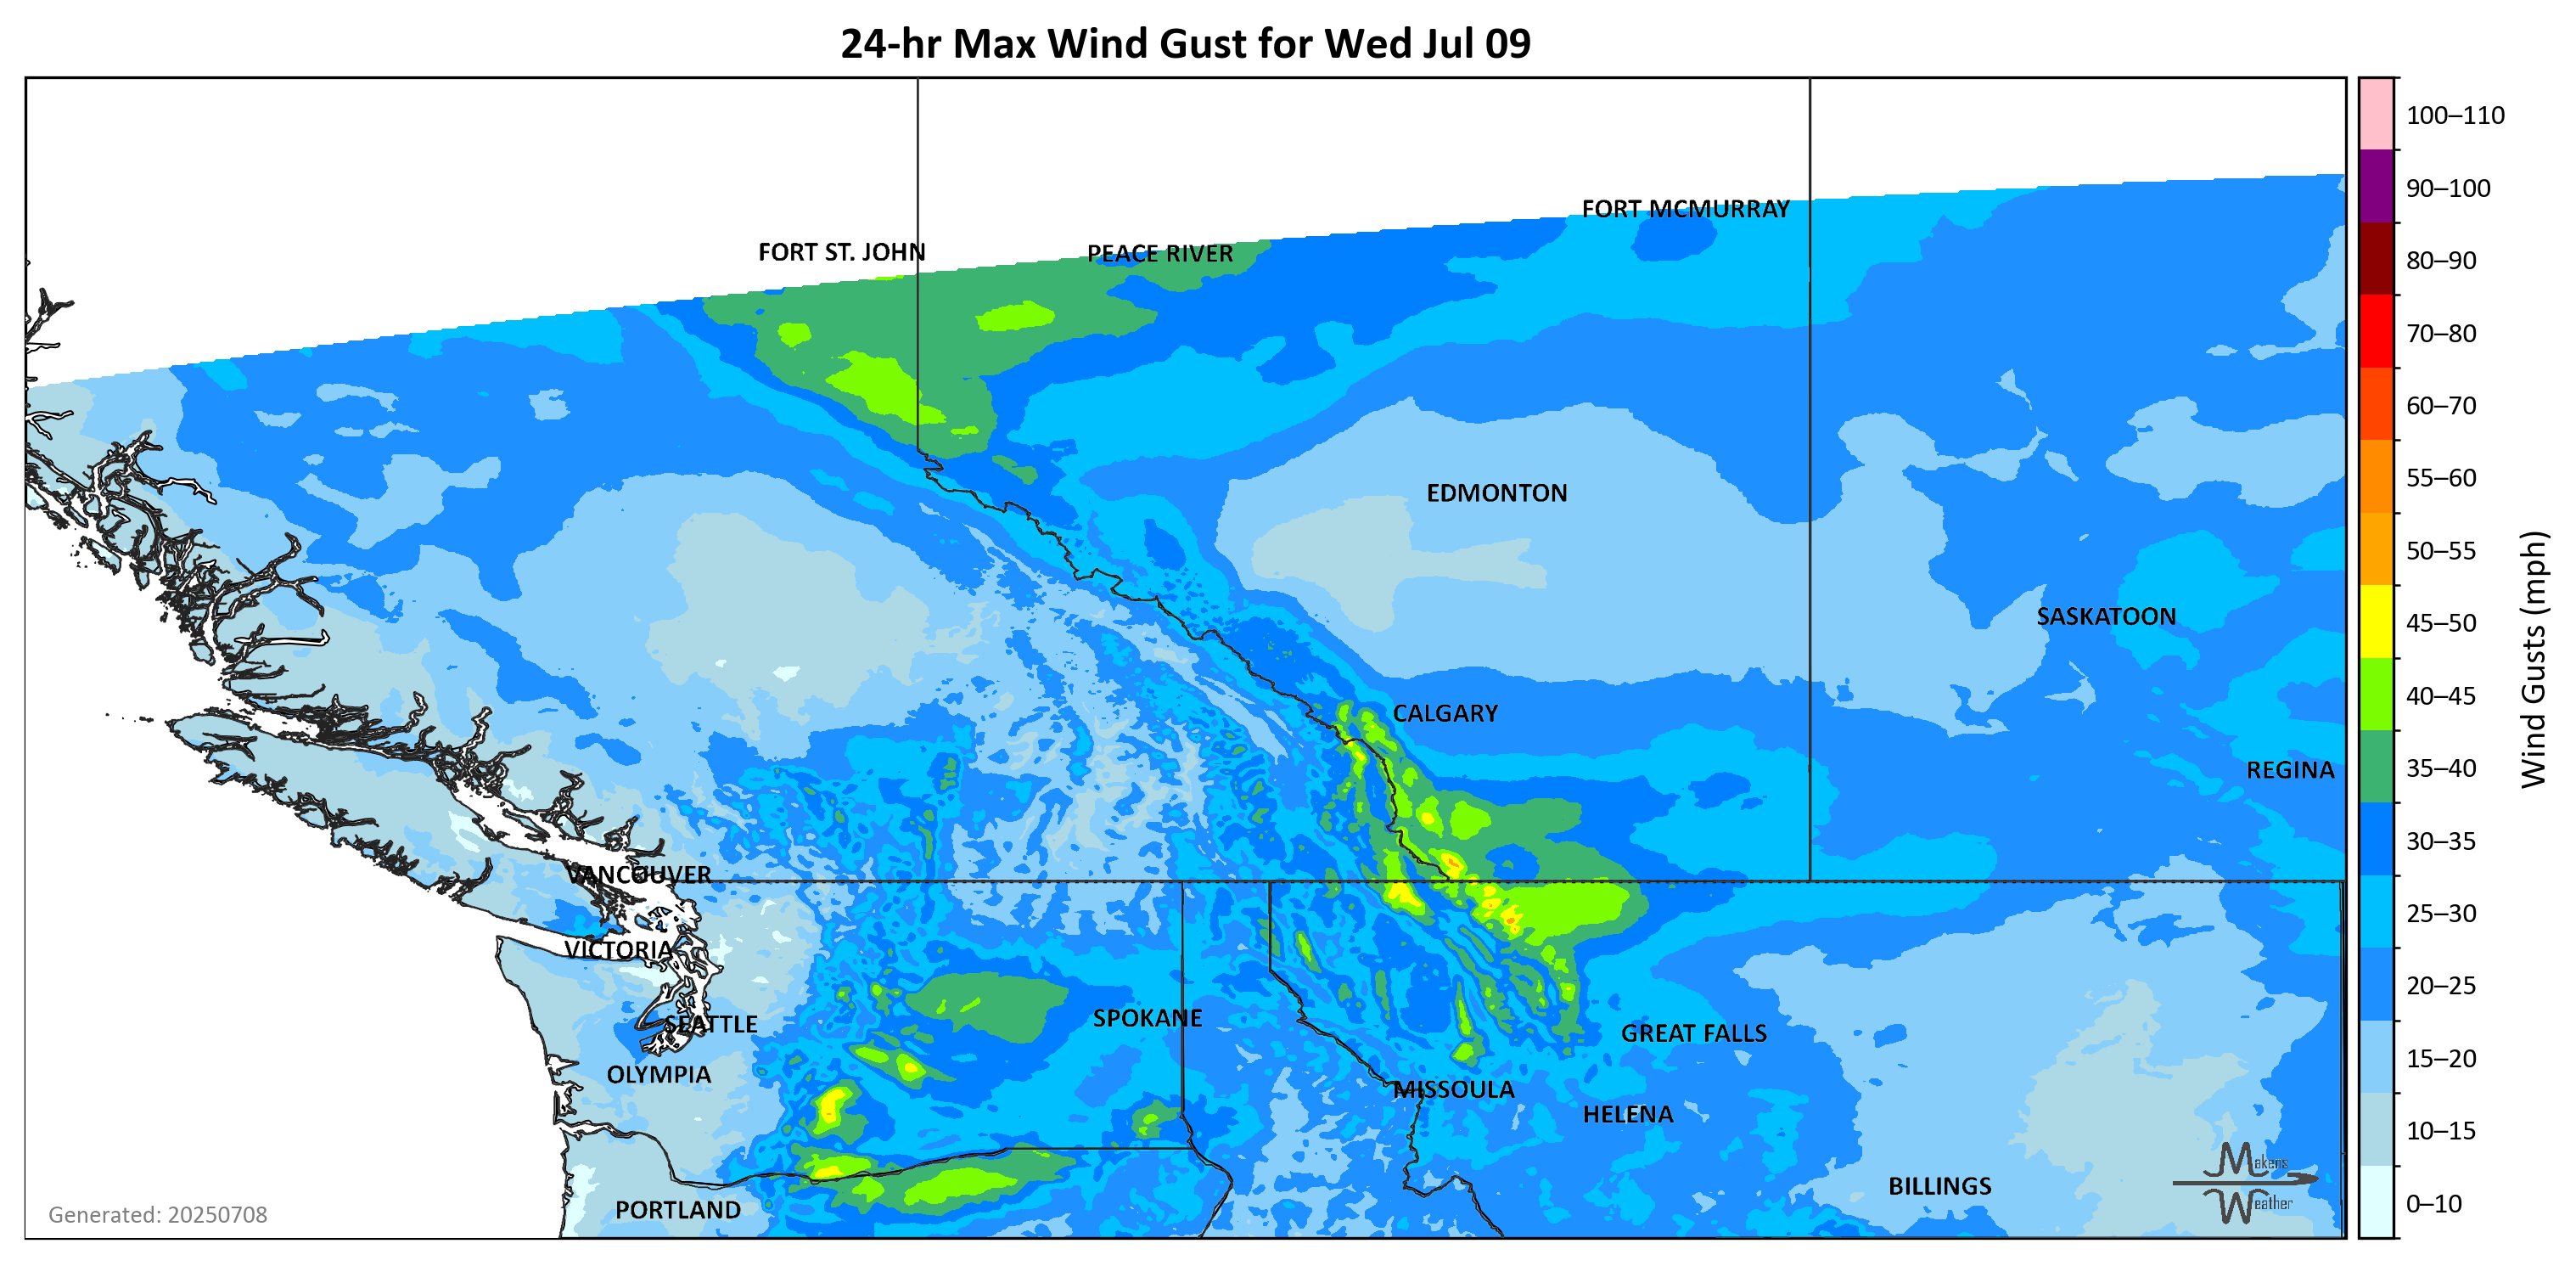 24-hr Max Wind Gust for Wed Jul 09
100–110
90–100
80–90
70–80
60–70
55–60
50–55
45–50
40–45
35–40
30–35
25–30
20–25
15–20
10–15
0–10
Wind Gusts (mph)
FORT MCMURRAY
FORT ST. JOHN
PEACE RIVER
EDMONTON
SASKATOON
CALGARY
REGINA
VANCOUVER
VICTORIA
SEATTLE
SPOKANE
GREAT FALLS
OLYMPIA
MISSOULA
HELENA
BILLINGS
PORTLAND
Makens
Weather
Generated: 20250708